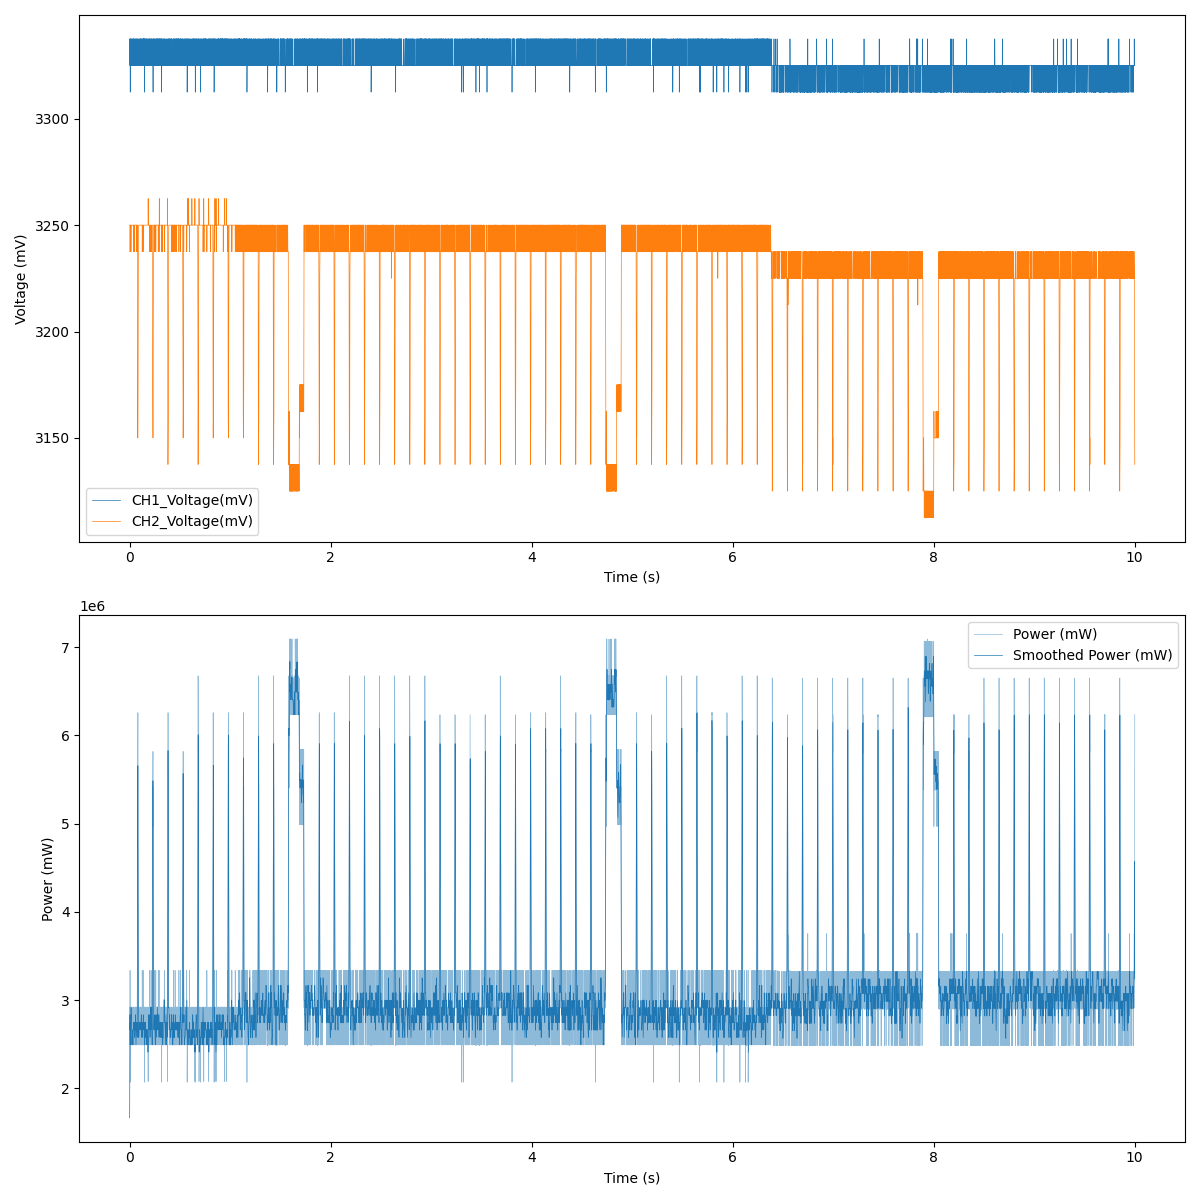 3300
3250
3200
3150
Voltage (mV)
CH1_Voltage(mV)
CH2_Voltage(mV)
0 2 4 6 8 10
Time (s)
1e6
7
6
5
4
3
2
Power (mW)
Power (mW)
Smoothed Power (mW)
0 2 4 6 8 10
Time (s)